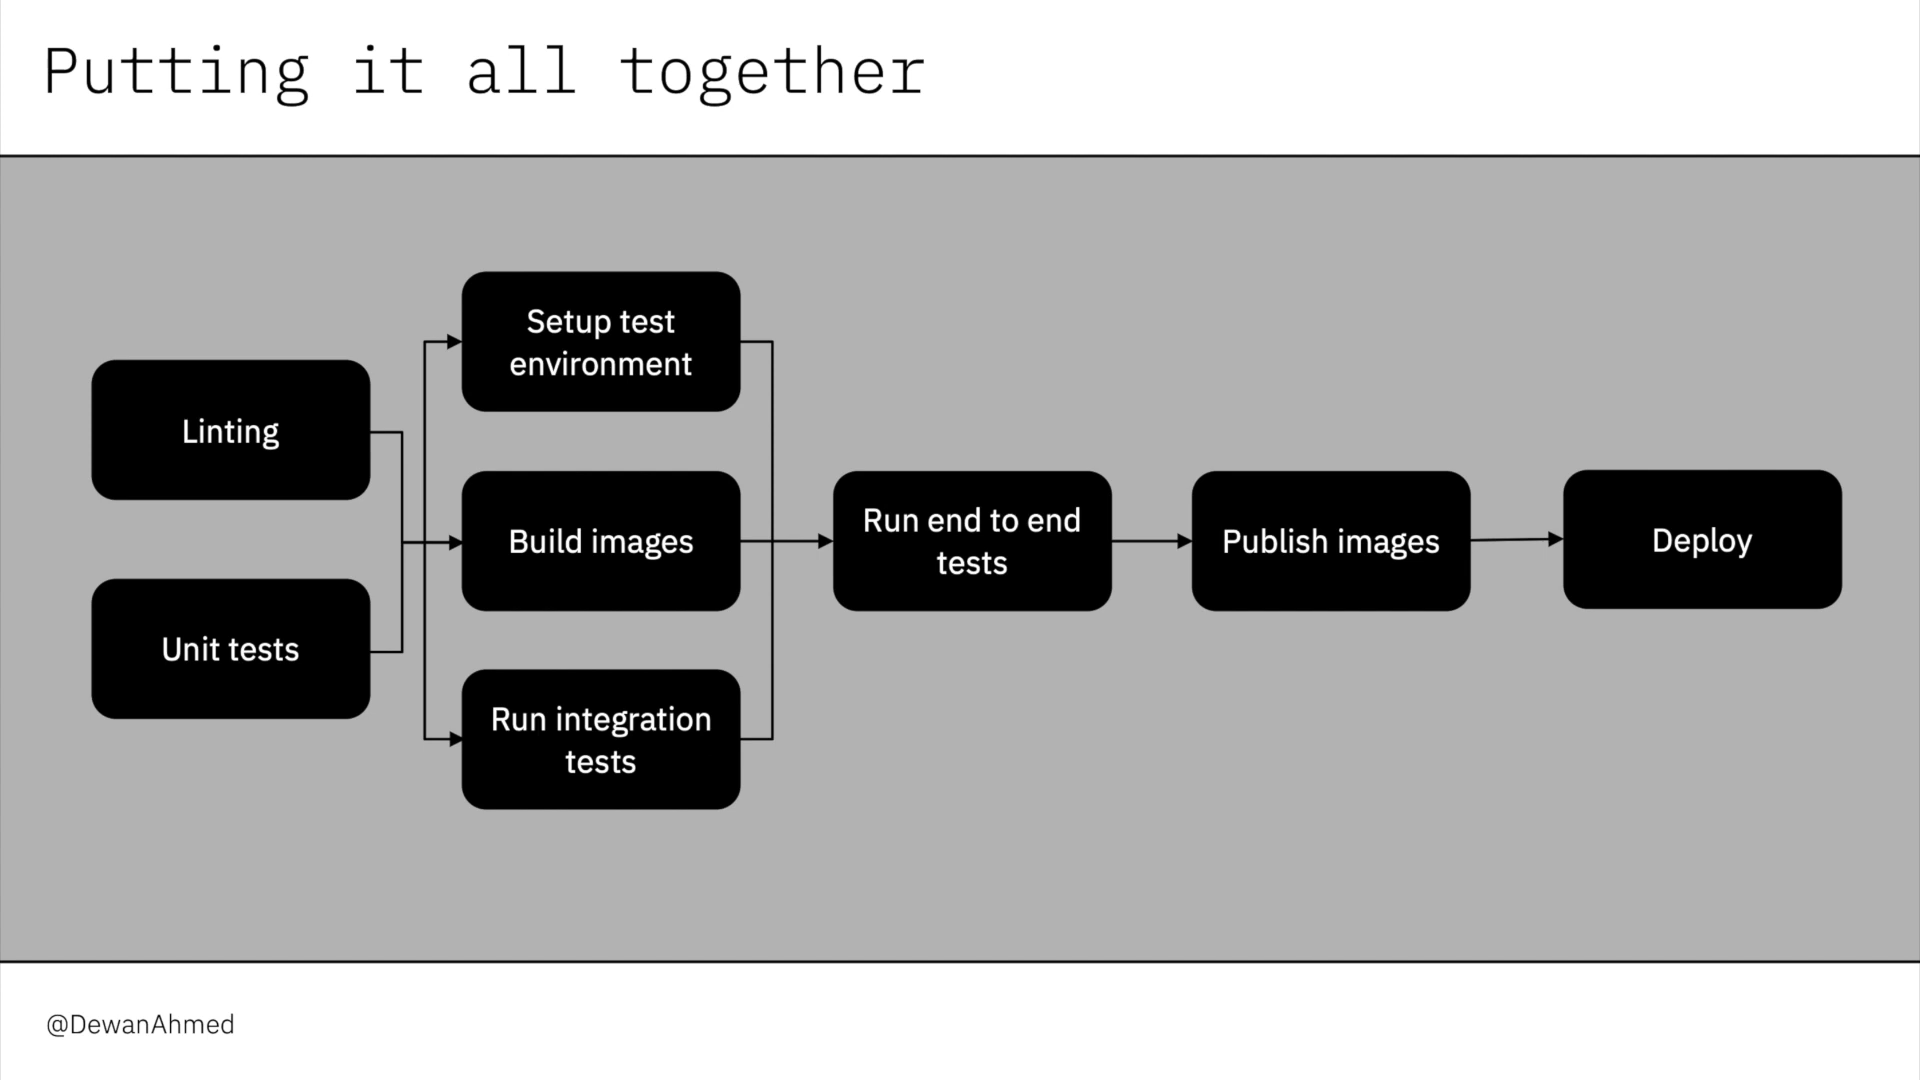 Putting it all together
Linting
Unit tests
Setup test
environment
Build images
Run integration
tests
Run end to end
tests
Publish images
Deploy
@DewanAhmed